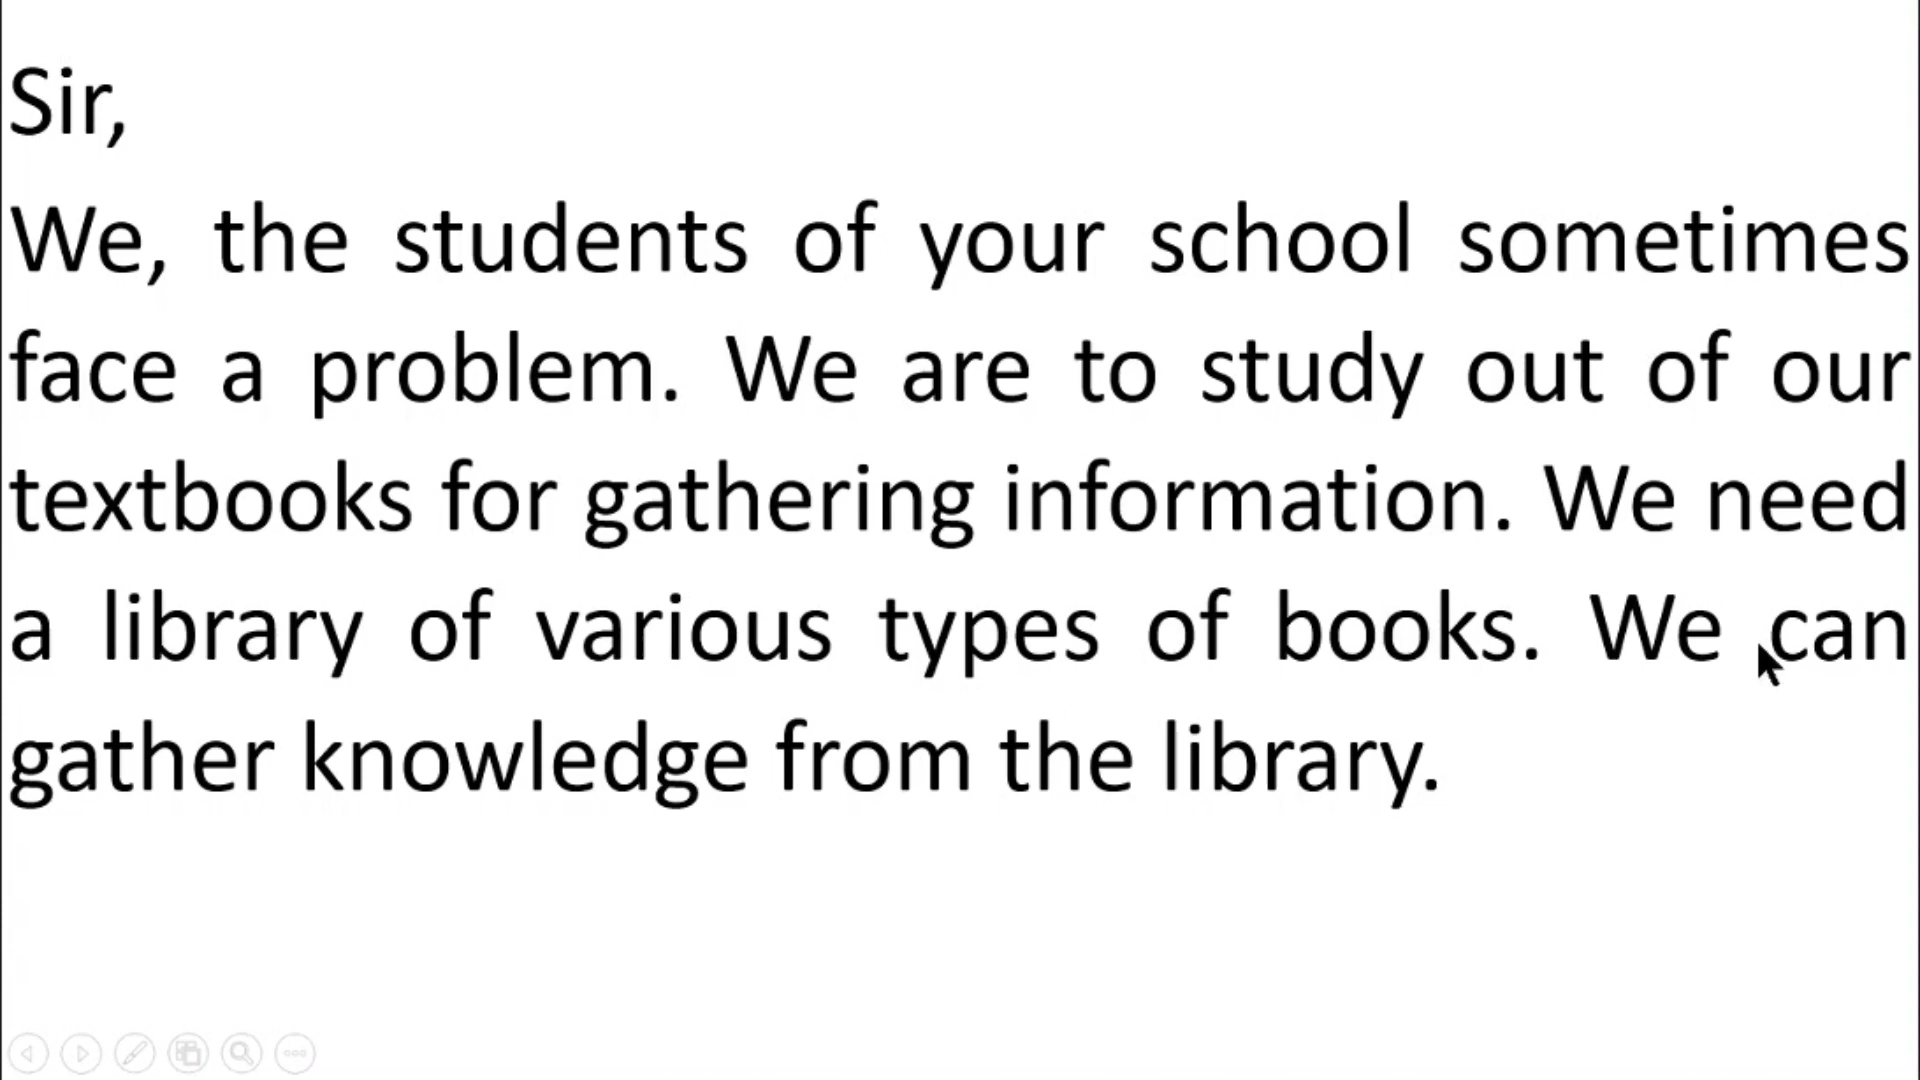 Sir,
We, the students of your school sometimes
face a problem. We are to study out of our
textbooks for gathering information. We need
a library of various types of books. We can
gather knowledge from the library.